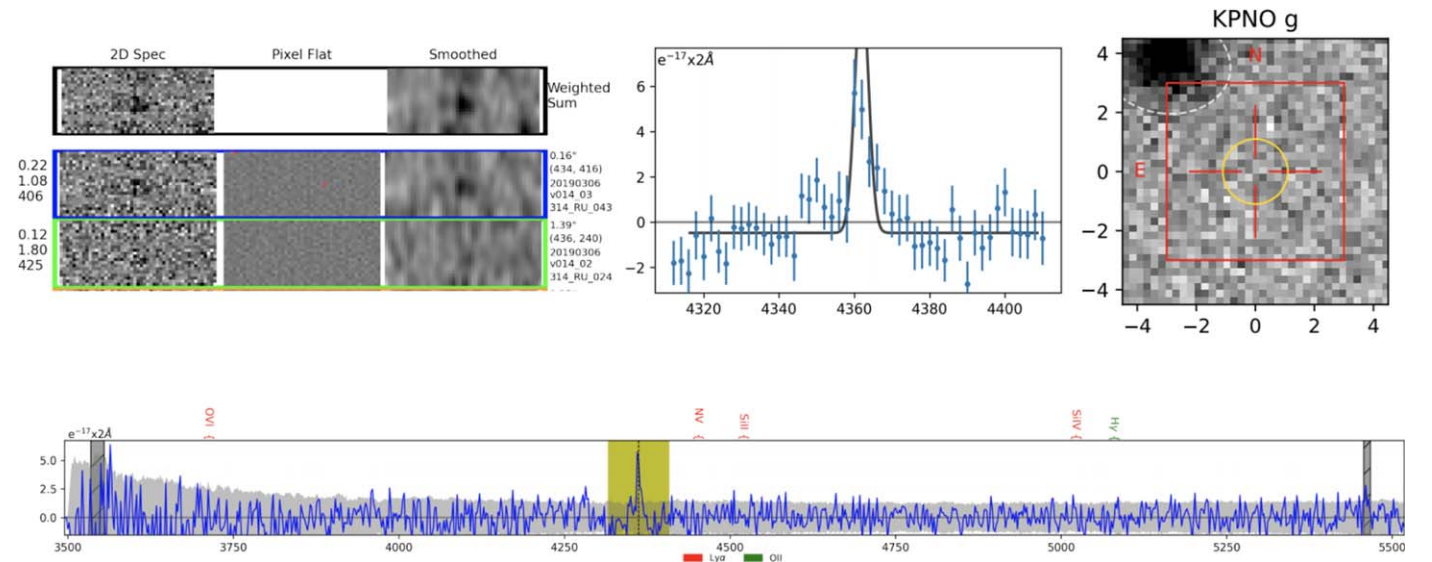 KPNO g
2D Spec Pixel Flat Smoothed
Weighted
Sum
0.22
1.08
406
0.16"
(434, 416)
20190306
v014_03
314_RU_043
0.12
1.80
425
1.39"
(436, 240)
20190306
v014_02
314_RU_024
e⁻¹⁷x2Å
6
4
2
0
−2
4320 4340 4360 4380 4400
N
E
4
2
0
−2
−4
−4 −2 0 2 4
OVI { NV { SiII { SiIV { Hγ {
e⁻¹⁷x2Å
5.0
2.5
0.0
3500 3750 4000 4250 4500 4750 5000 5250 5500
Lyα OII